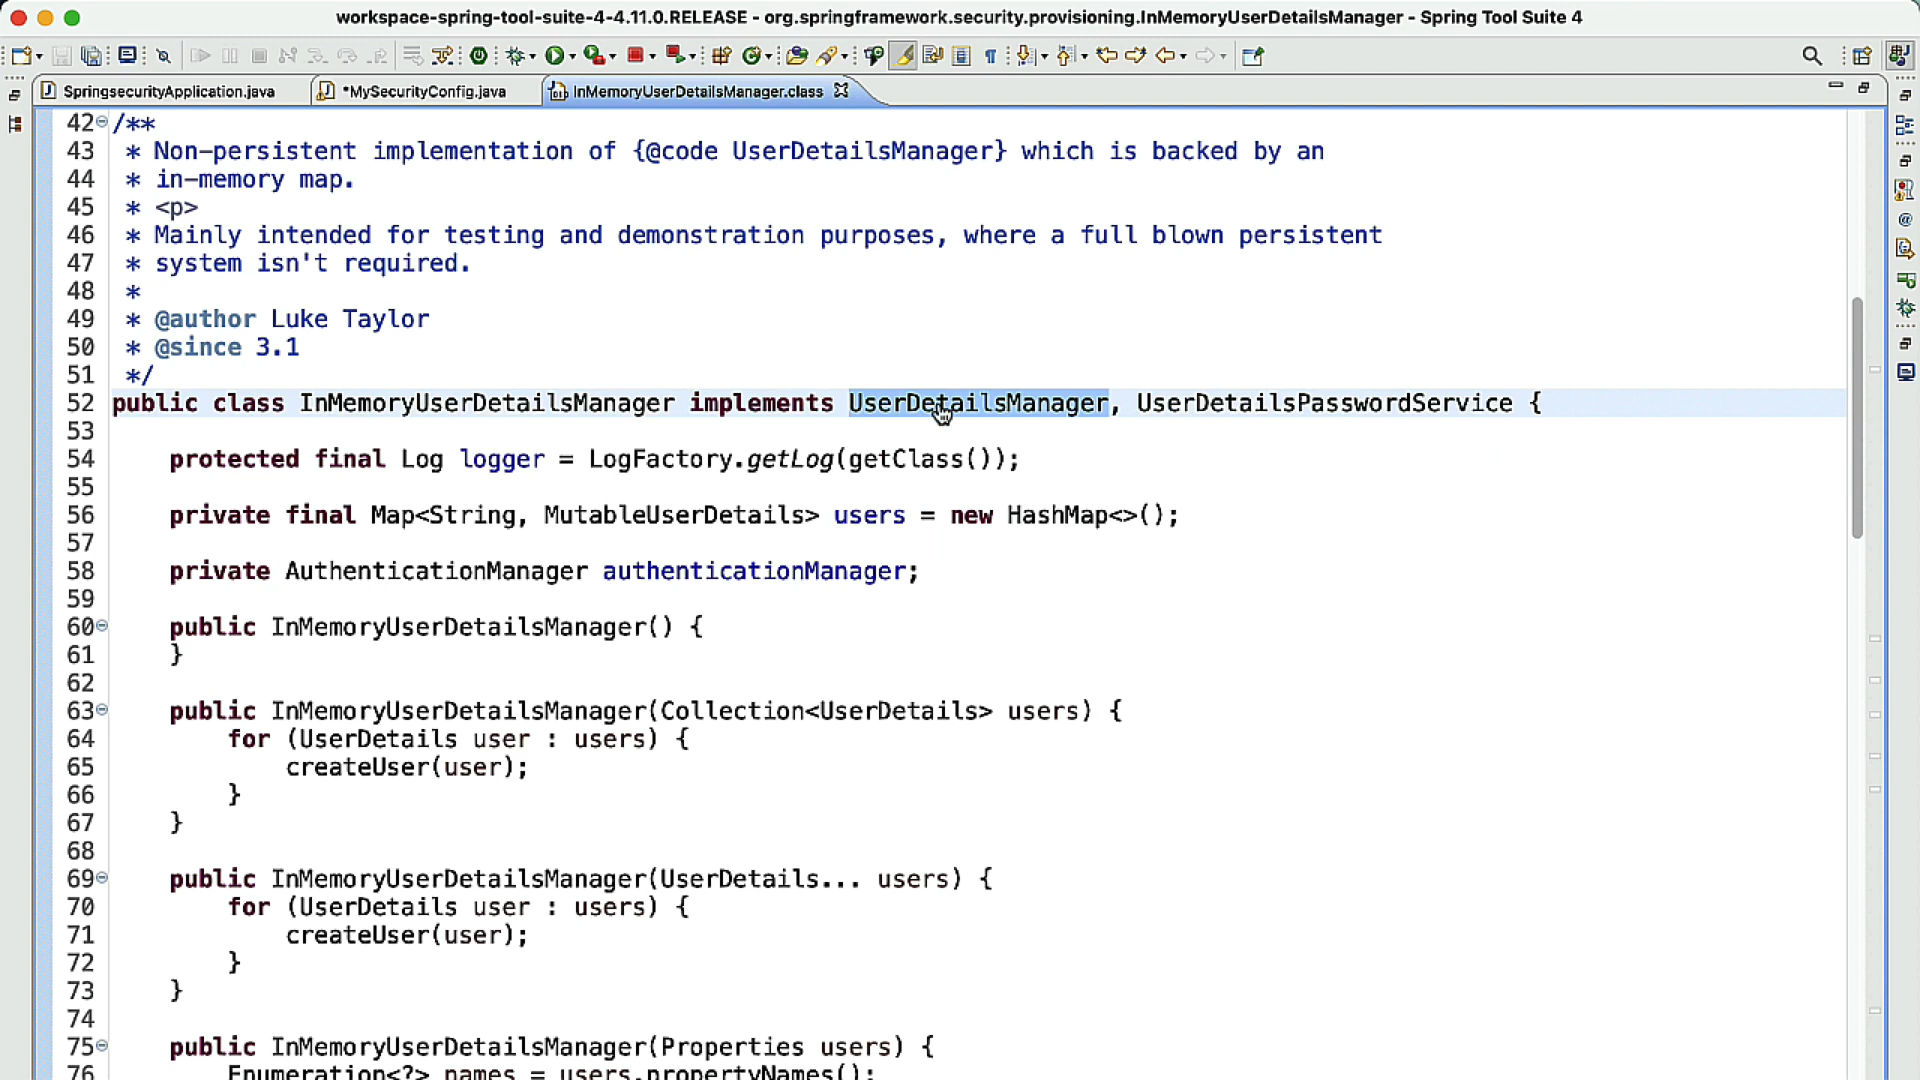 workspace-spring-tool-suite-4-4.11.0.RELEASE - org.springframework.security.provisioning.InMemoryUserDetailsManager - Spring Tool Suite 4
SpringsecurityApplication.java
*MySecurityConfig.java
InMemoryUserDetailsManager.class
42 /**
43 * Non-persistent implementation of {@code UserDetailsManager} which is backed by an
44 * in-memory map.
45 * <p>
46 * Mainly intended for testing and demonstration purposes, where a full blown persistent
47 * system isn't required.
48 *
49 * @author Luke Taylor
50 * @since 3.1
51 */
52 public class InMemoryUserDetailsManager implements UserDetailsManager, UserDetailsPasswordService {
53
54 protected final Log logger = LogFactory.getLog(getClass());
55
56 private final Map<String, MutableUserDetails> users = new HashMap<>();
57
58 private AuthenticationManager authenticationManager;
59
60 public InMemoryUserDetailsManager() {
61 }
62
63 public InMemoryUserDetailsManager(Collection<UserDetails> users) {
64 for (UserDetails user : users) {
65 createUser(user);
66 }
67 }
68
69 public InMemoryUserDetailsManager(UserDetails... users) {
70 for (UserDetails user : users) {
71 createUser(user);
72 }
73 }
74
75 public InMemoryUserDetailsManager(Properties users) {
76 Enumeration<?> names = users.propertyNames();